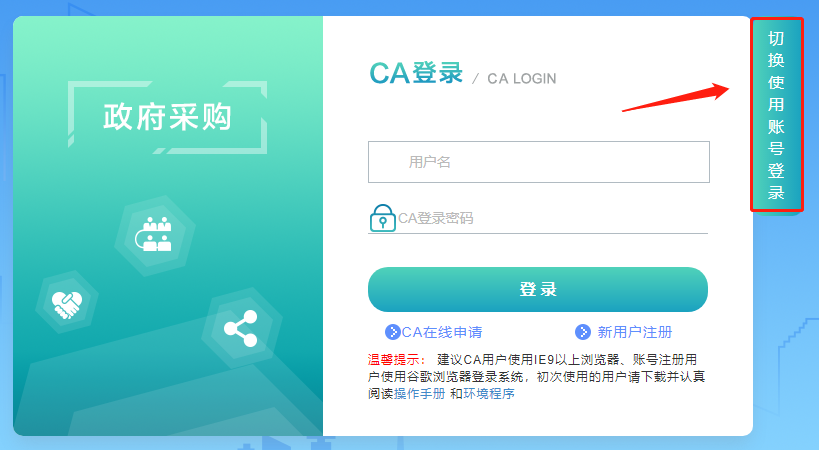 政府采购
CA登录 / CA LOGIN
用户名
CA登录密码
登录
CA在线申请 新用户注册
温馨提示： 建议CA用户使用IE9以上浏览器、账号注册用
户使用谷歌浏览器登录系统，初次使用的用户请下载并认真
阅读操作手册 和环境程序
切换使用账号登录